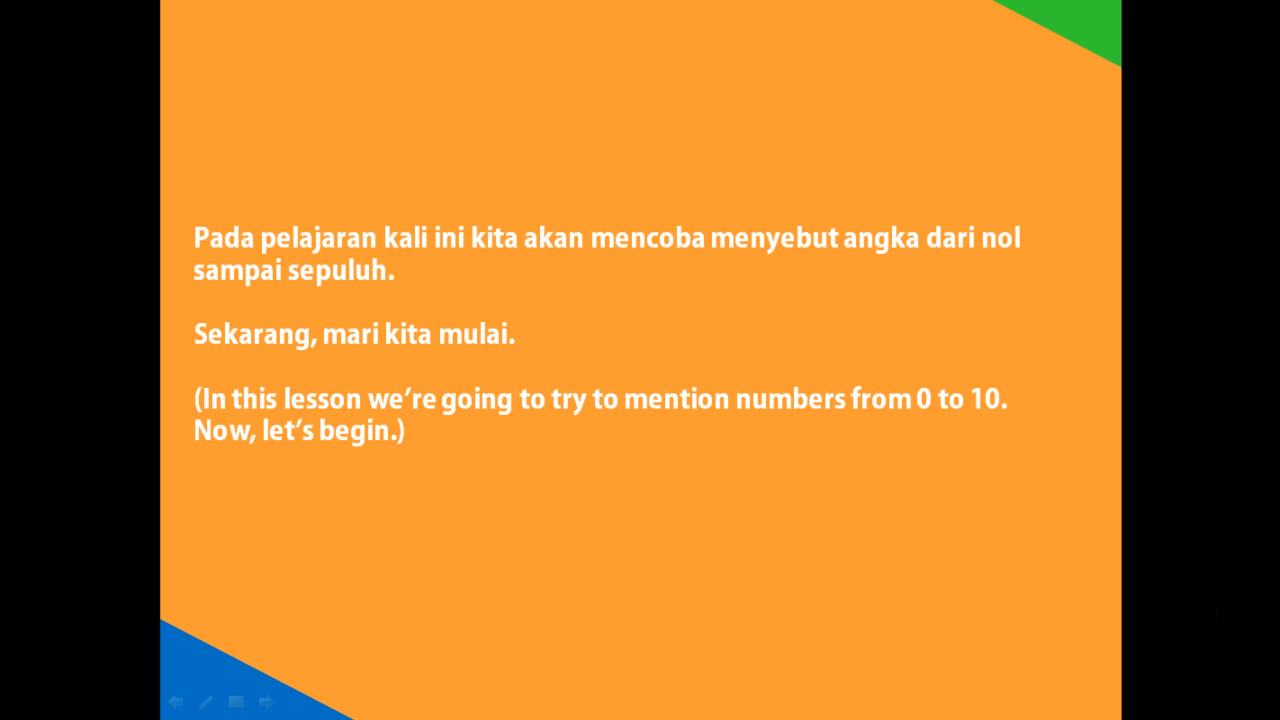 Pada pelajaran kali ini kita akan mencoba menyebut angka dari nol
sampai sepuluh.
Sekarang, mari kita mulai.
(In this lesson we’re going to try to mention numbers from 0 to 10.
Now, let’s begin.)